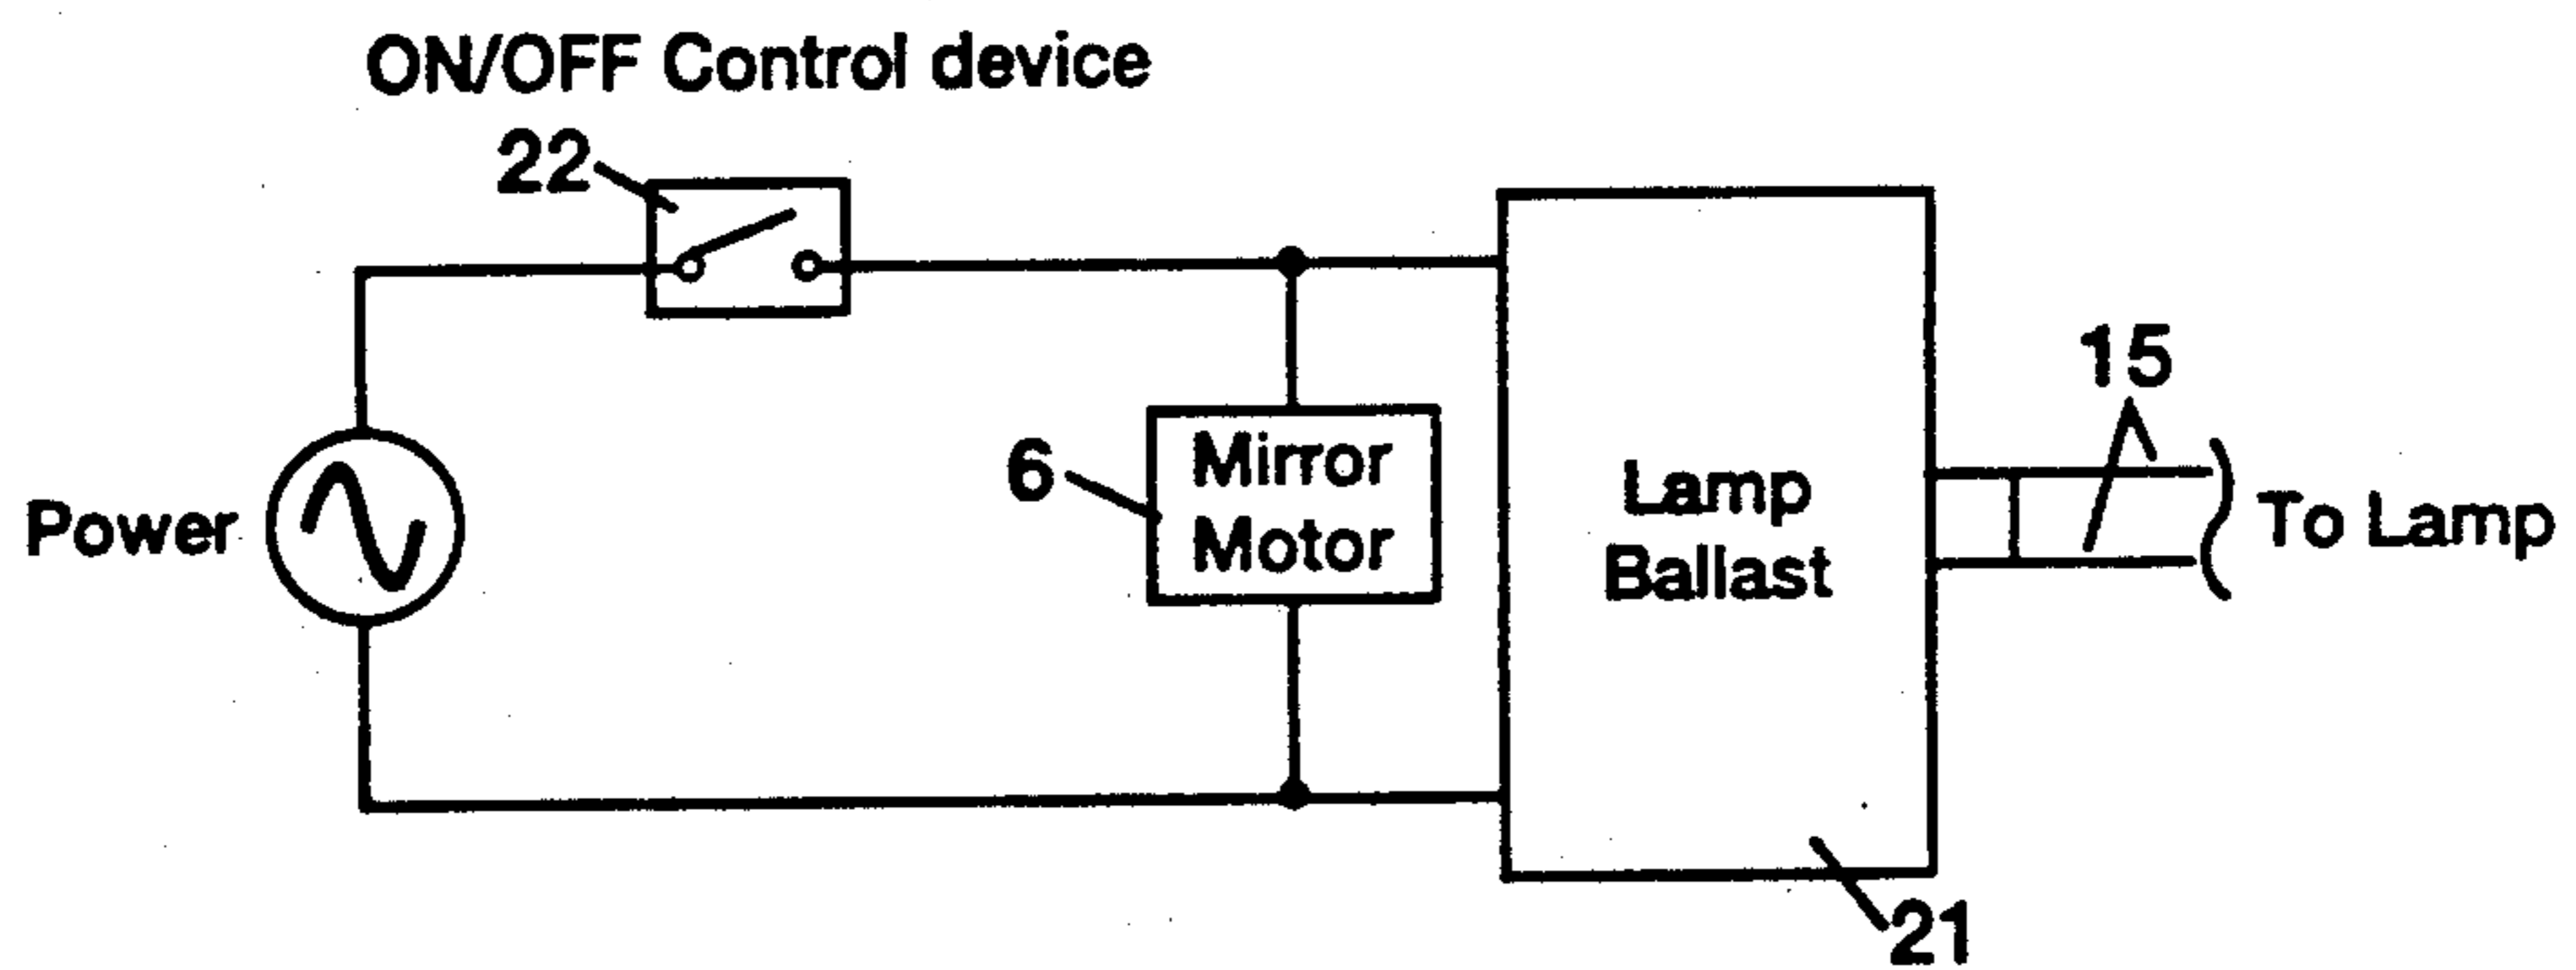 ON/OFF Control device
22
15
6
Mirror
Motor
Lamp
Ballast
Power
To Lamp
21